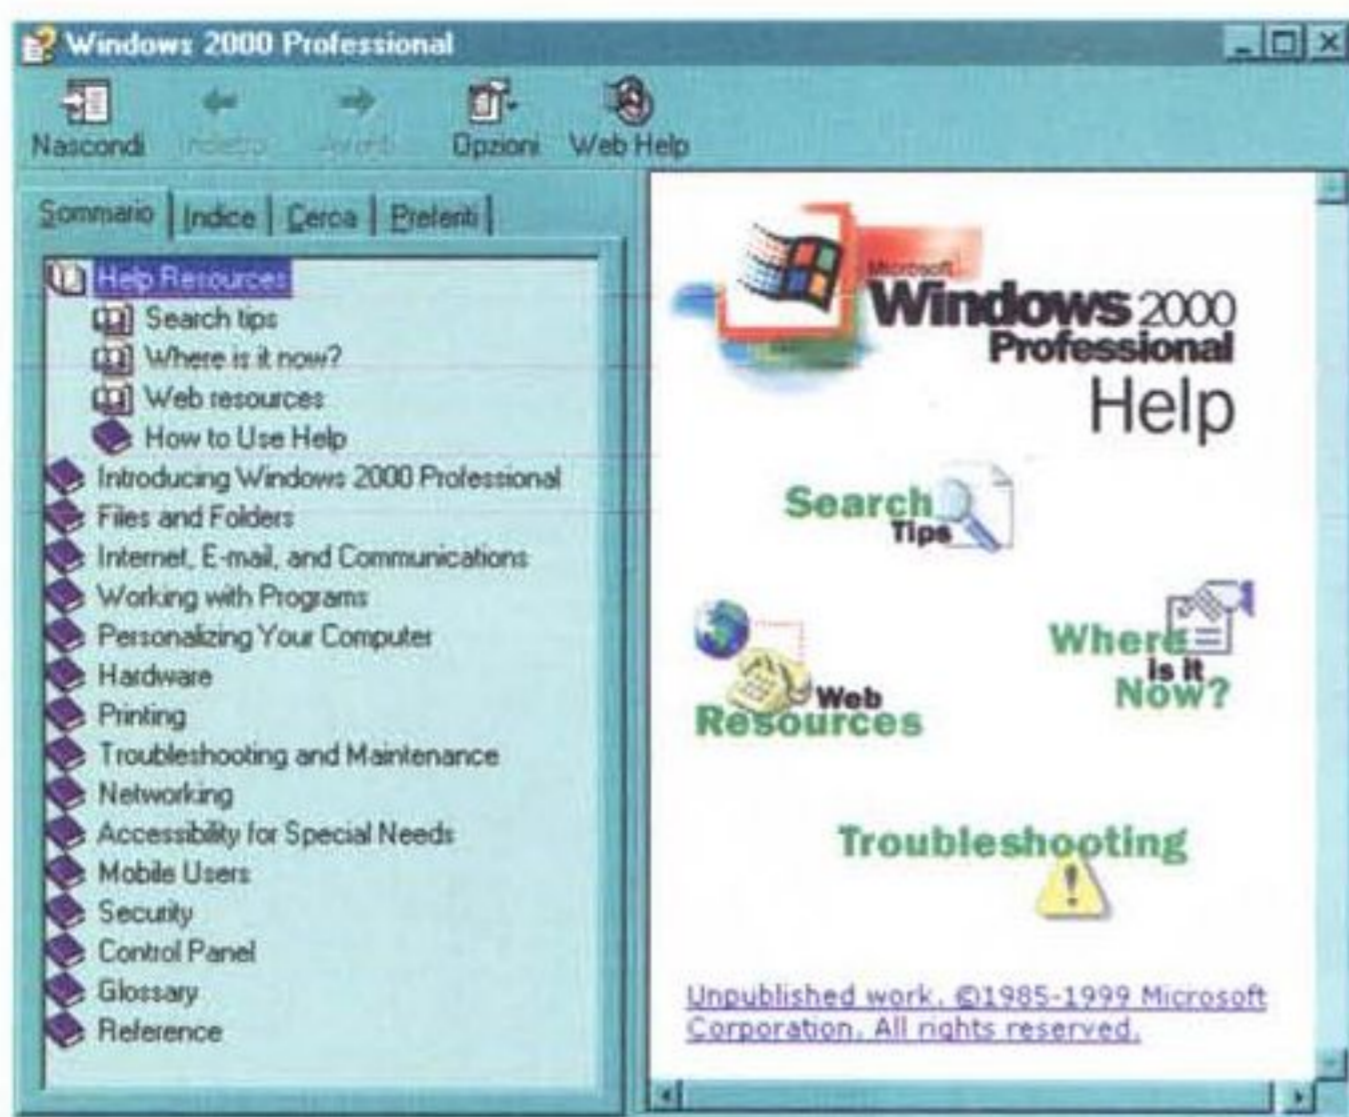 Windows 2000 Professional
Nascondi Indietro Avanti Opzioni Web Help
Sommario Indice Cerca Preferiti
Help Resources
Search tips
Where is it now?
Web resources
How to Use Help
Introducing Windows 2000 Professional
Files and Folders
Internet, E-mail, and Communications
Working with Programs
Personalizing Your Computer
Hardware
Printing
Troubleshooting and Maintenance
Networking
Accessibility for Special Needs
Mobile Users
Security
Control Panel
Glossary
Reference
Microsoft
Windows 2000
Professional
Help
Search
Tips
Where
is it
Now?
Web
Resources
Troubleshooting
Unpublished work. ©1985-1999 Microsoft
Corporation. All rights reserved.